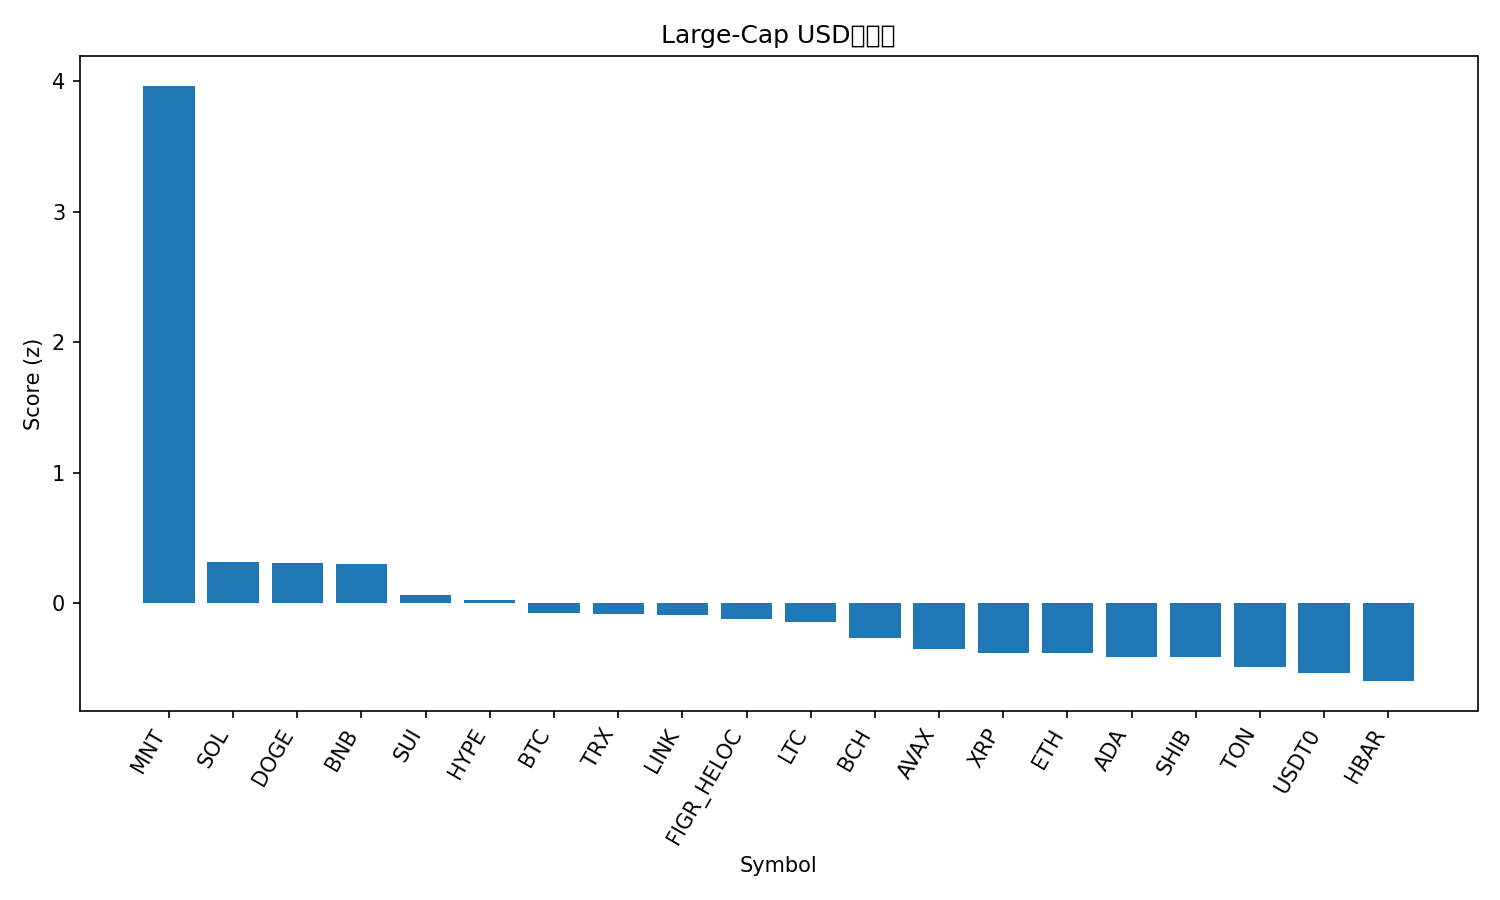 Large-Cap USD
4
3
2
1
0
Score (z)
MNT
SOL
DOGE
BNB
SUI
HYPE
BTC
TRX
LINK
FIGR_HELOC
LTC
BCH
AVAX
XRP
ETH
ADA
SHIB
TON
USDT0
HBAR
Symbol